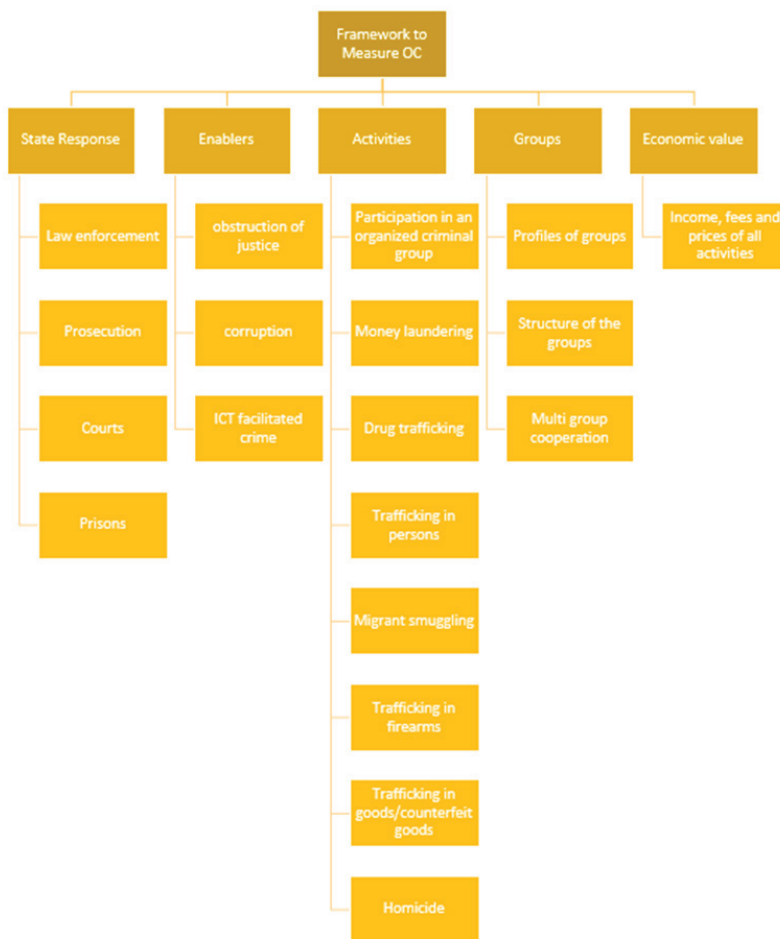 Framework to
Measure OC
State Response
Enablers
Activities
Groups
Economic value
Law enforcement
Prosecution
Courts
Prisons
obstruction of
justice
corruption
ICT facilitated
crime
Participation in an
organized criminal
group
Money laundering
Drug trafficking
Trafficking in
persons
Migrant smuggling
Trafficking in
firearms
Trafficking in
goods/counterfeit
goods
Homicide
Profiles of groups
Structure of the
groups
Multi group
cooperation
Income, fees and
prices of all
activities